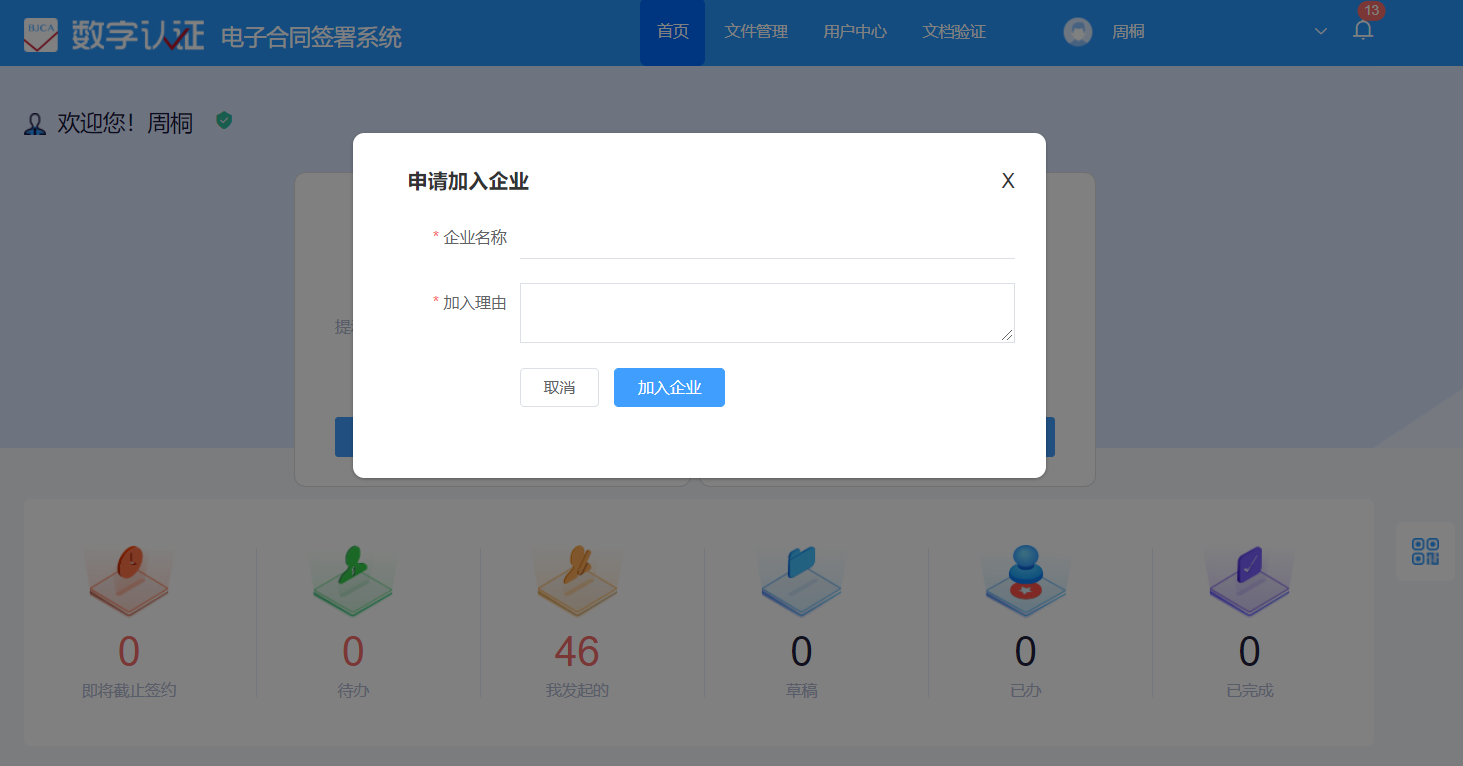 BJCA 数字认证 电子合同签署系统 首页 文件管理 用户中心 文档验证 周桐 13
欢迎您！周桐
申请加入企业 X
* 企业名称
* 加入理由
提
取消 加入企业
0 0 46 0 0 0
即将截止签约 待办 我发起的 草稿 已办 已完成